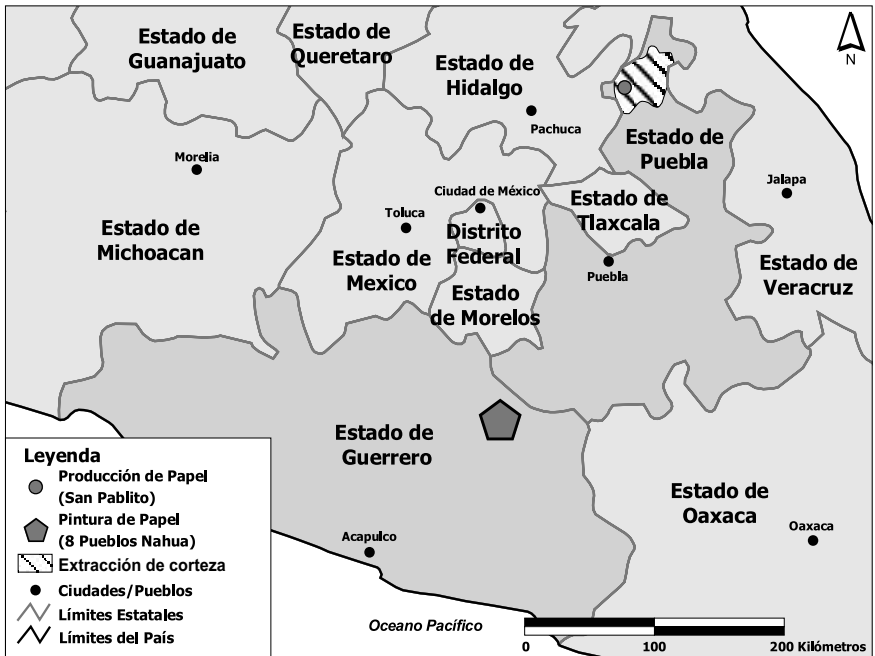 Estado de
Guanajuato
Estado de
Queretaro
Estado de
Hidalgo
N
Pachuca
Estado de
Puebla
Morelia
Jalapa
Ciudad de México
Estado de
Tlaxcala
Toluca
Estado de
Michoacan
Distrito
Federal
Estado de
Mexico
Puebla
Estado de
Veracruz
Estado
de Morelos
Estado de
Guerrero
Leyenda
Producción de Papel
(San Pablito)
Pintura de Papel
(8 Pueblos Nahua)
Extracción de corteza
Ciudades/Pueblos
Límites Estatales
Límites del País
Estado de
Oaxaca
Oaxaca
Acapulco
Oceano Pacífico
0 100 200 Kilómetros